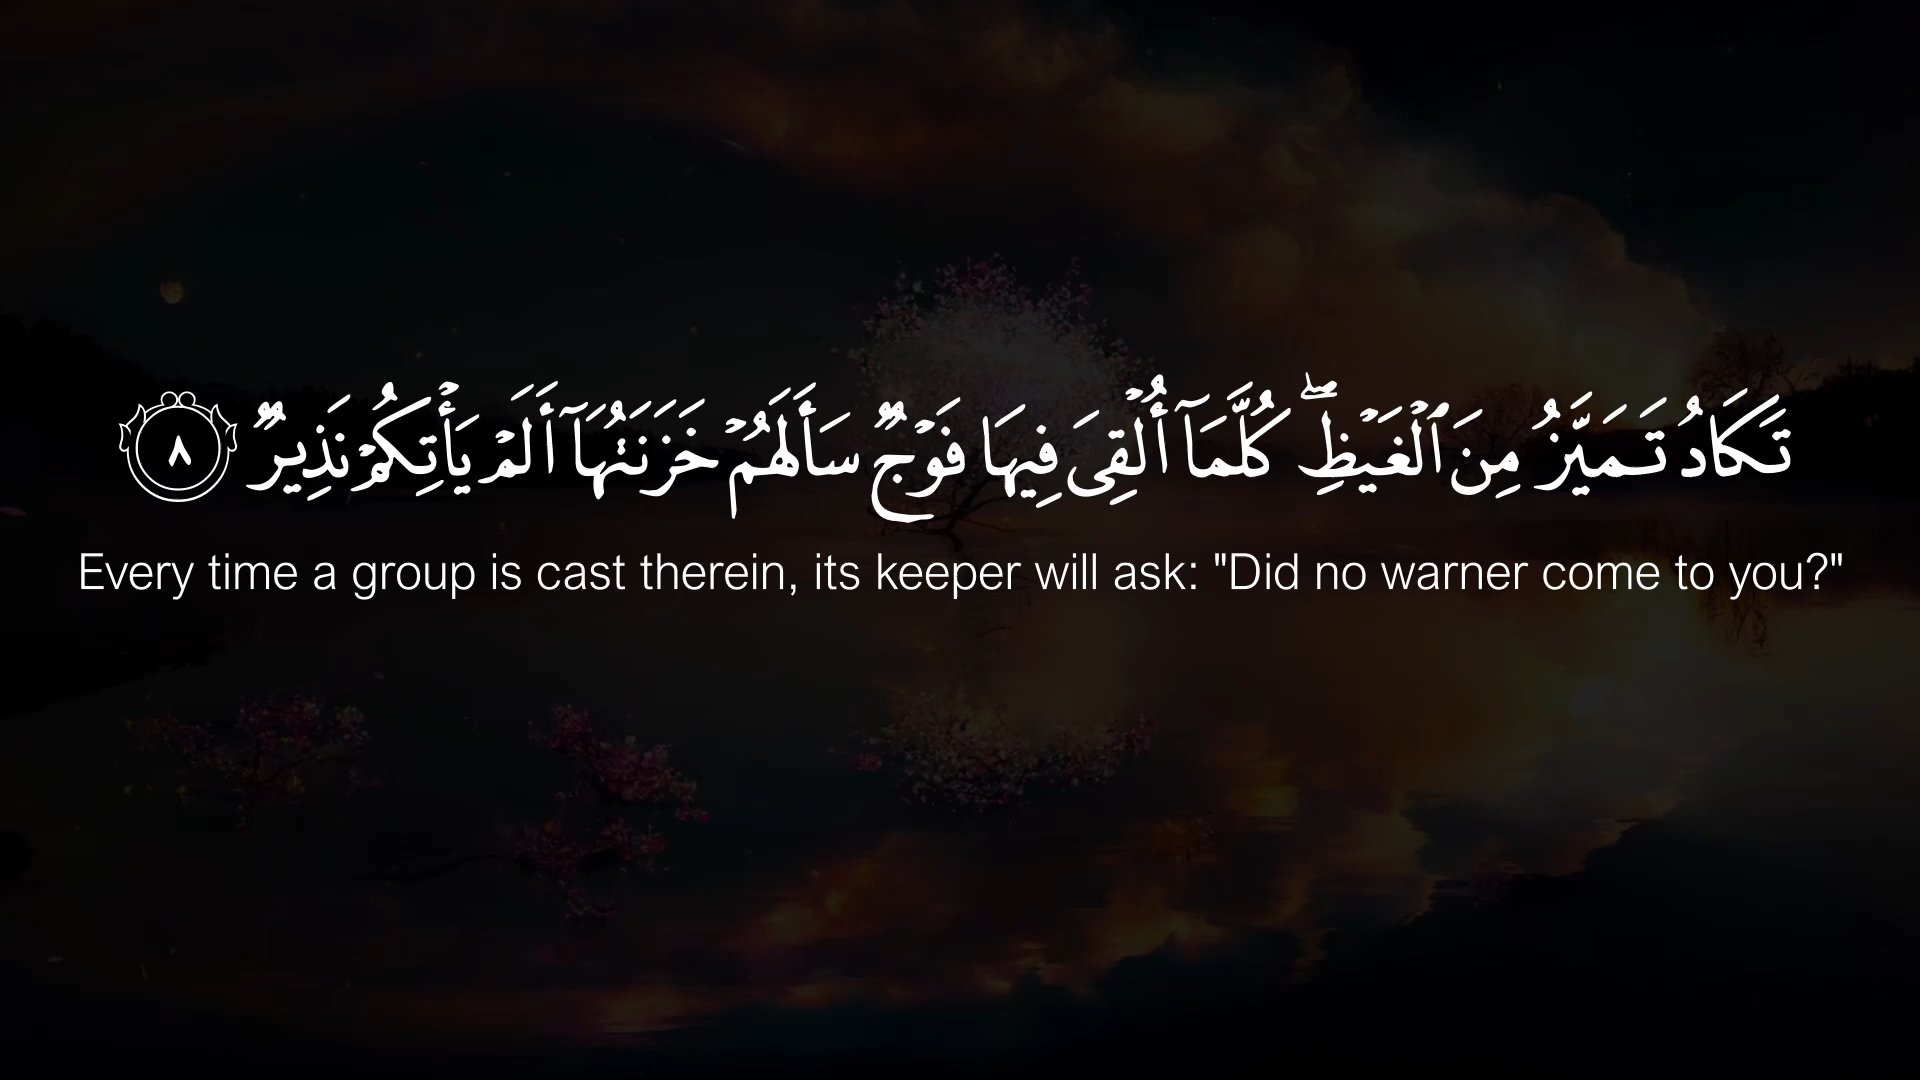 تَكَادُ تَمَيَّزُ مِنَ ٱلْغَيْظِ ۖ كُلَّمَآ أُلْقِىَ فِيهَا فَوْجٌ سَأَلَهُمْ خَزَنَتُهَآ أَلَمْ يَأْتِكُمْ نَذِيرٌ ٨
Every time a group is cast therein, its keeper will ask: "Did no warner come to you?"